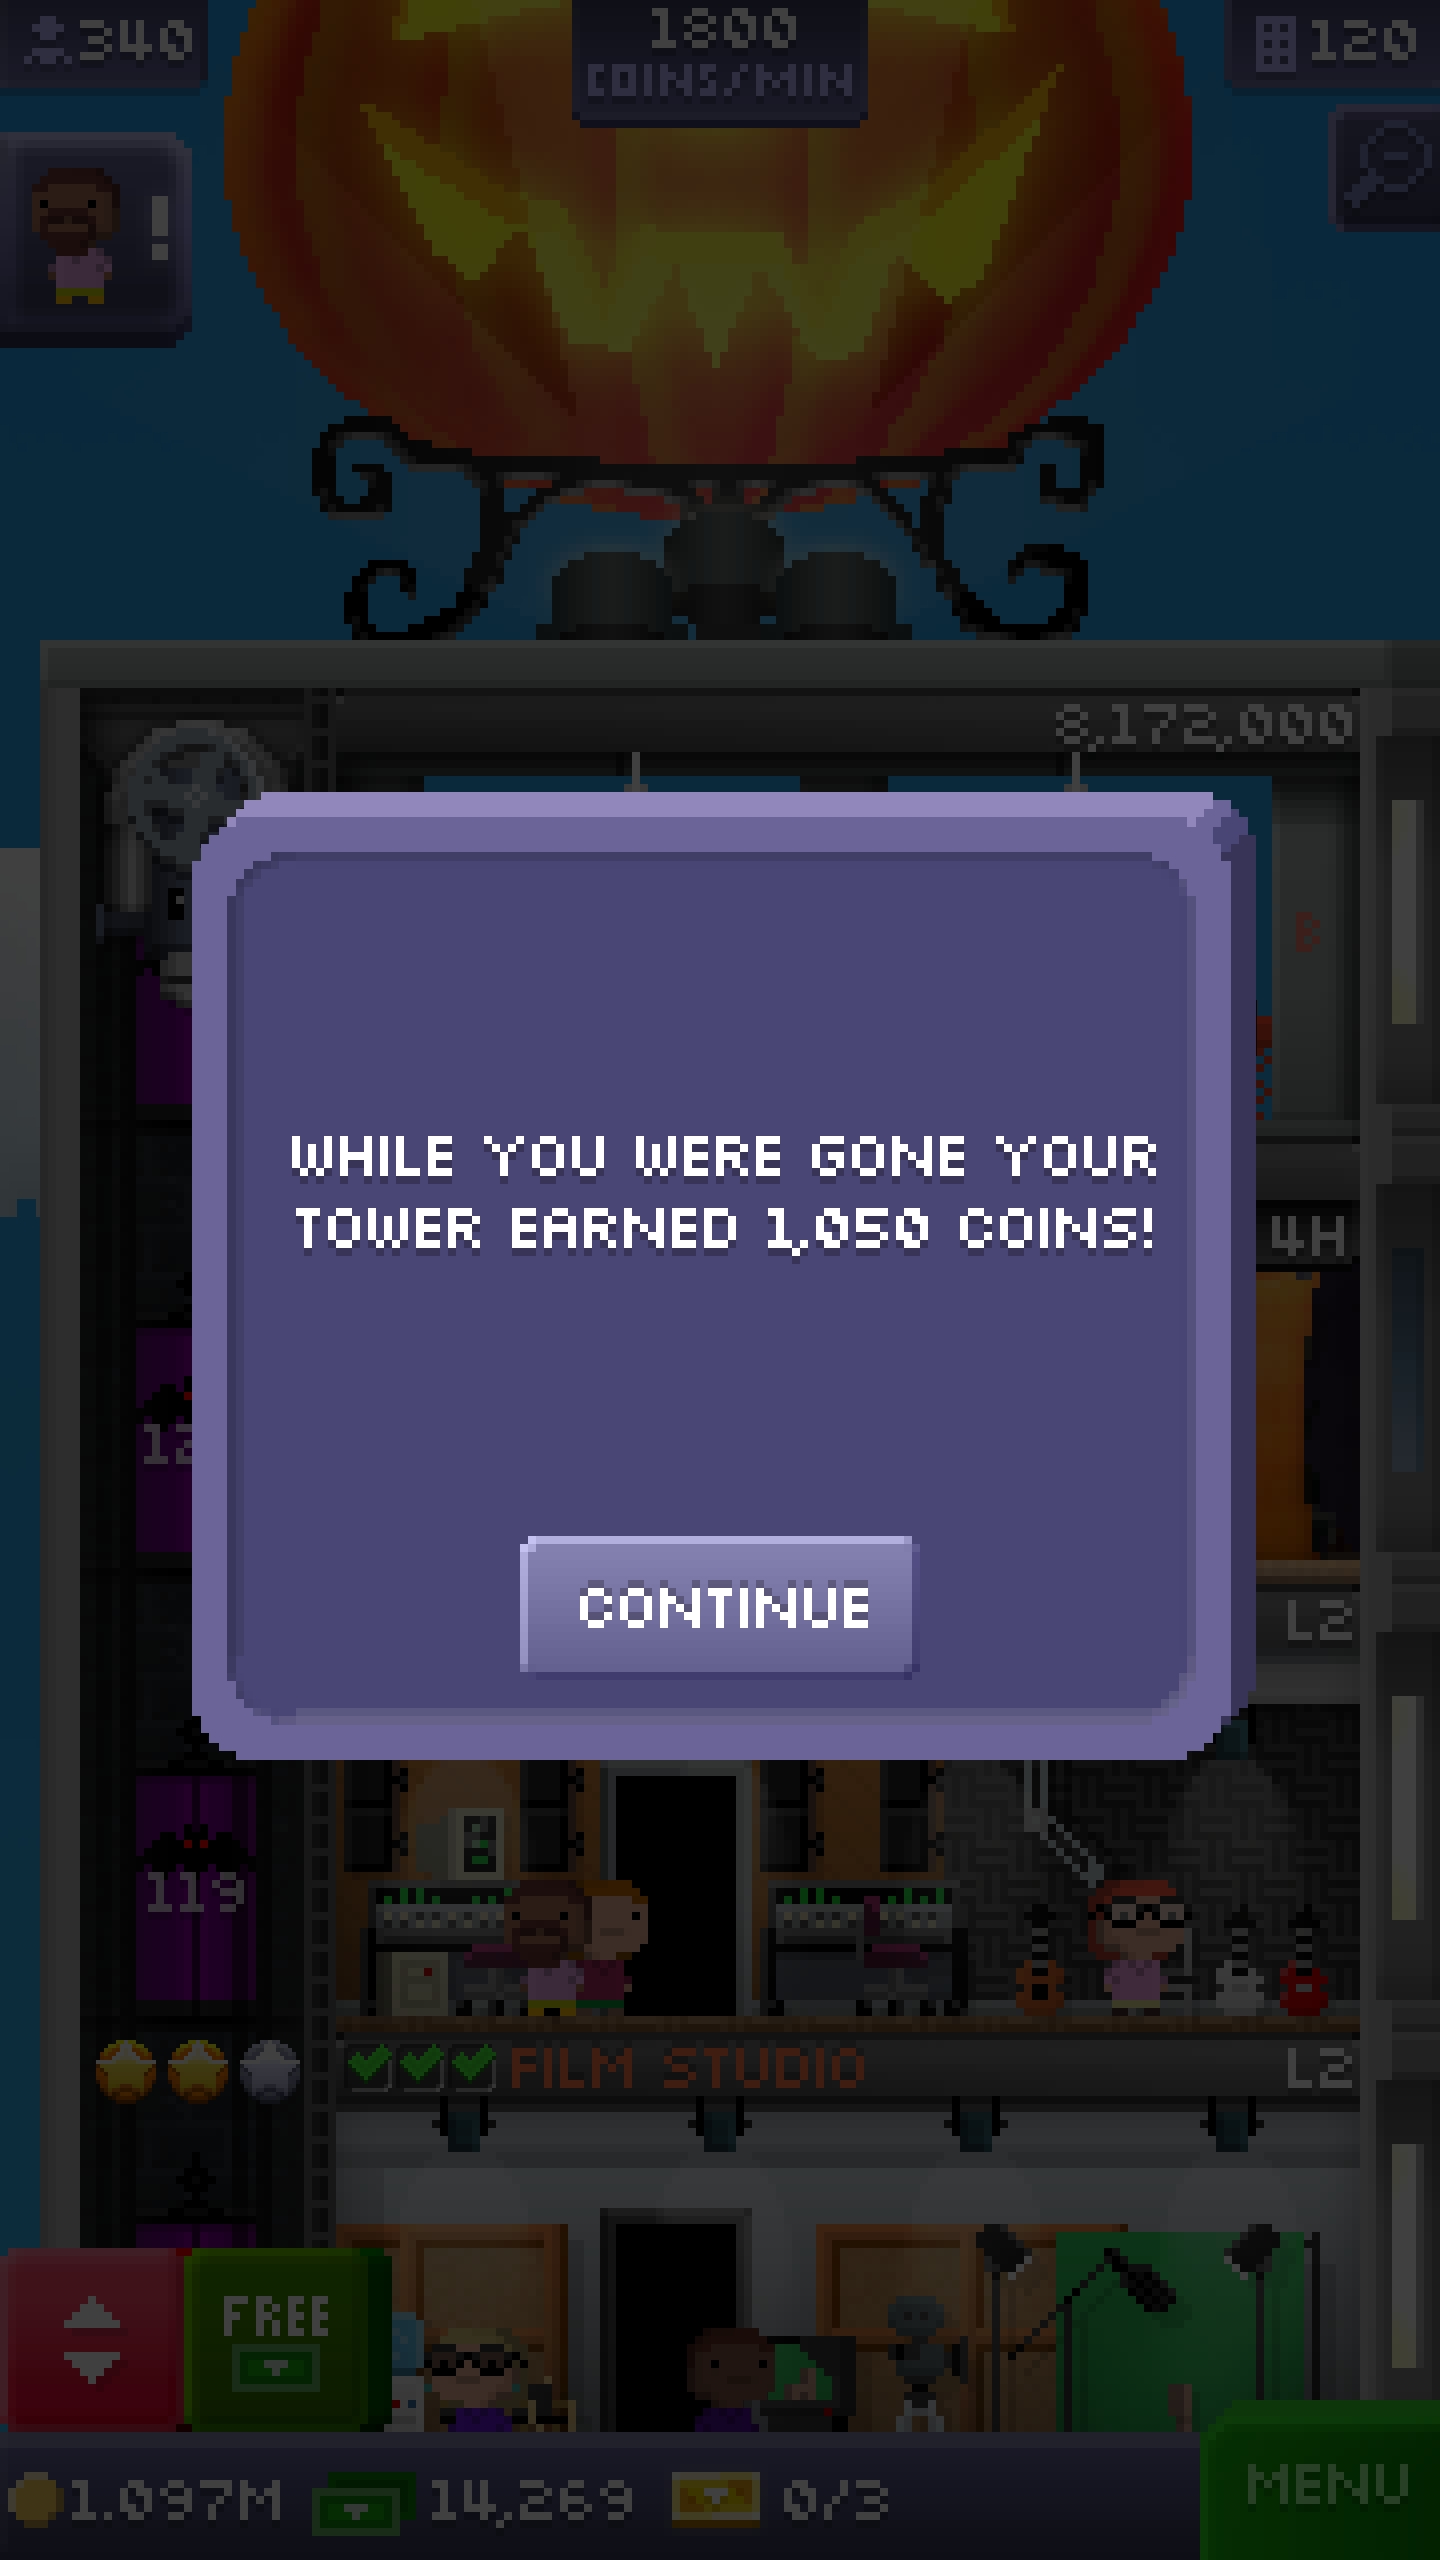 340
1800
COINS/MIN
120
!
8,172,000
B
4H
WHILE YOU WERE GONE YOUR
TOWER EARNED 1,050 COINS!
CONTINUE
L2
119
FILM STUDIO
L2
FREE
1.097M
14,269
0/3
MENU